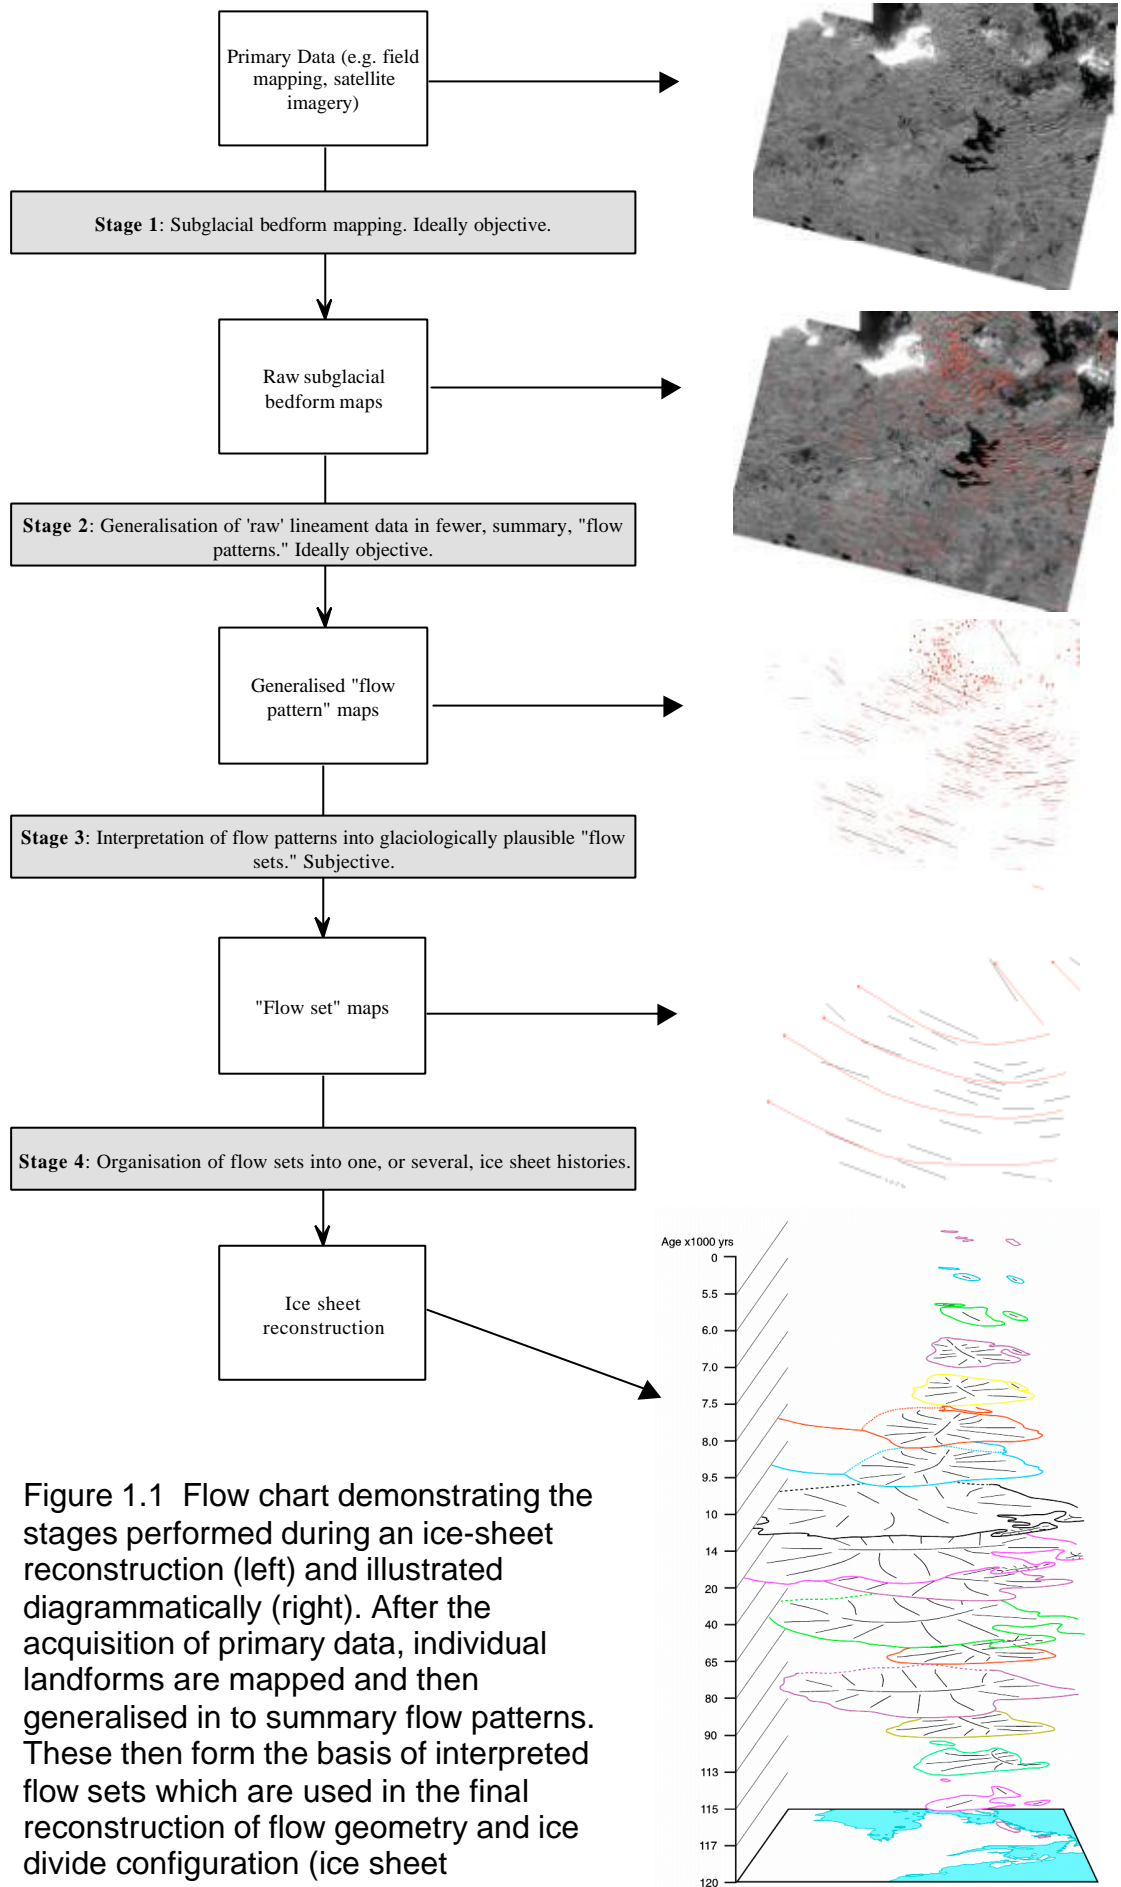 Primary Data (e.g. field
mapping, satellite
imagery)
Stage 1: Subglacial bedform mapping. Ideally objective.
Raw subglacial
bedform maps
Stage 2: Generalisation of 'raw' lineament data in fewer, summary, "flow
patterns." Ideally objective.
Generalised "flow
pattern" maps
Stage 3: Interpretation of flow patterns into glaciologically plausible "flow
sets." Subjective.
"Flow set" maps
Stage 4: Organisation of flow sets into one, or several, ice sheet histories.
Ice sheet
reconstruction
Age x1000 yrs
0
5.5
6.0
7.0
7.5
8.0
9.5
10
14
20
40
65
80
90
113
115
117
120
Figure 1.1 Flow chart demonstrating the
stages performed during an ice-sheet
reconstruction (left) and illustrated
diagrammatically (right). After the
acquisition of primary data, individual
landforms are mapped and then
generalised in to summary flow patterns.
These then form the basis of interpreted
flow sets which are used in the final
reconstruction of flow geometry and ice
divide configuration (ice sheet